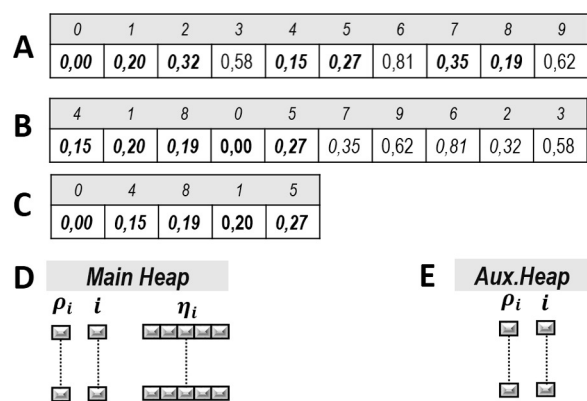 0 1 2 3 4 5 6 7 8 9
A 0,00 0,20 0,32 0,58 0,15 0,27 0,81 0,35 0,19 0,62
4 1 8 0 5 7 9 6 2 3
B 0,15 0,20 0,19 0,00 0,27 0,35 0,62 0,81 0,32 0,58
0 4 8 1 5
C 0,00 0,15 0,19 0,20 0,27
D Main Heap E Aux.Heap
ρᵢ i ηᵢ ρᵢ i